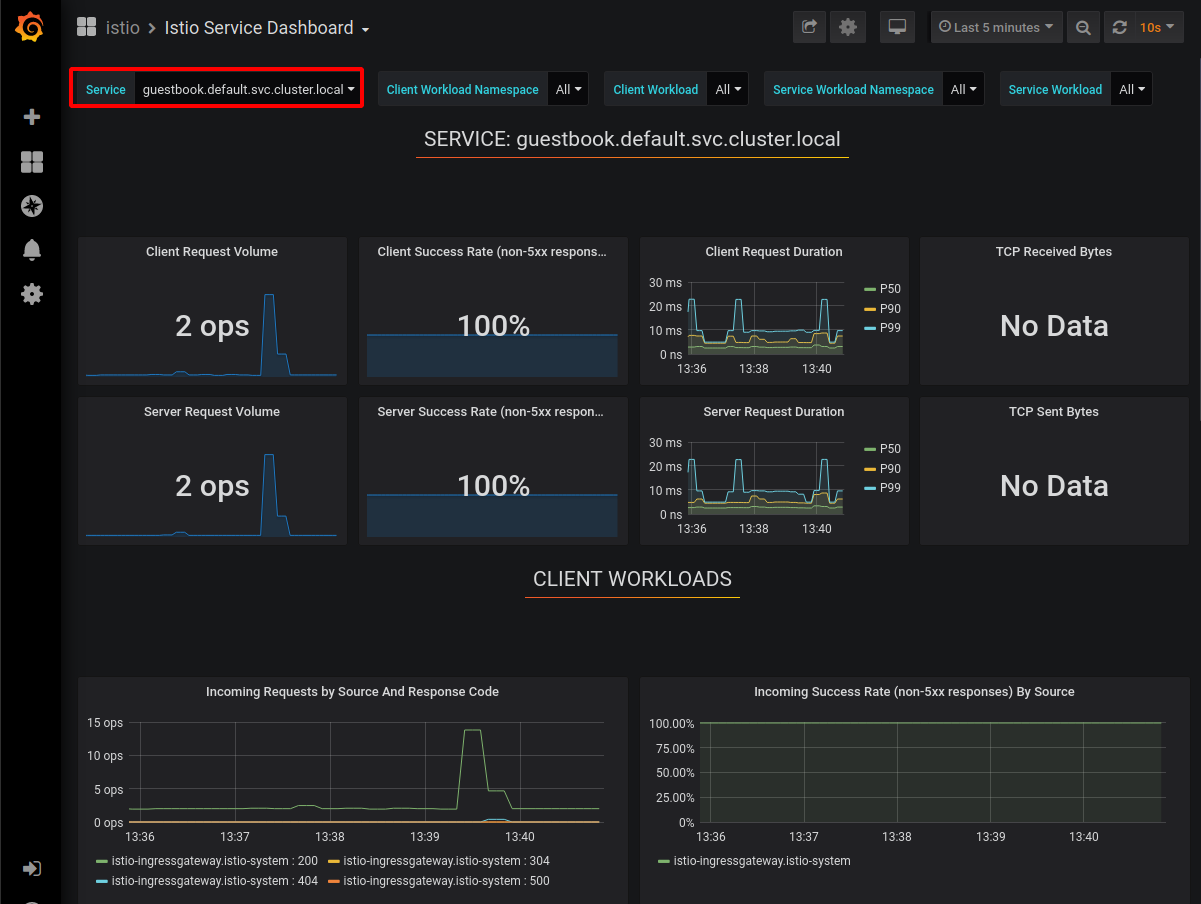 istio > Istio Service Dashboard
Last 5 minutes
10s
Service guestbook.default.svc.cluster.local
Client Workload Namespace All
Client Workload All
Service Workload Namespace All
Service Workload All
SERVICE: guestbook.default.svc.cluster.local
Client Request Volume
2 ops
Client Success Rate (non-5xx respons...
100%
Client Request Duration
30 ms
20 ms
10 ms
0 ns
13:36 13:38 13:40
P50
P90
P99
TCP Received Bytes
No Data
Server Request Volume
2 ops
Server Success Rate (non-5xx respon...
100%
Server Request Duration
30 ms
20 ms
10 ms
0 ns
13:36 13:38 13:40
P50
P90
P99
TCP Sent Bytes
No Data
CLIENT WORKLOADS
Incoming Requests by Source And Response Code
15 ops
10 ops
5 ops
0 ops
13:36 13:37 13:38 13:39 13:40
istio-ingressgateway.istio-system : 200 istio-ingressgateway.istio-system : 304
istio-ingressgateway.istio-system : 404 istio-ingressgateway.istio-system : 500
Incoming Success Rate (non-5xx responses) By Source
100.00%
75.00%
50.00%
25.00%
0%
13:36 13:37 13:38 13:39 13:40
istio-ingressgateway.istio-system